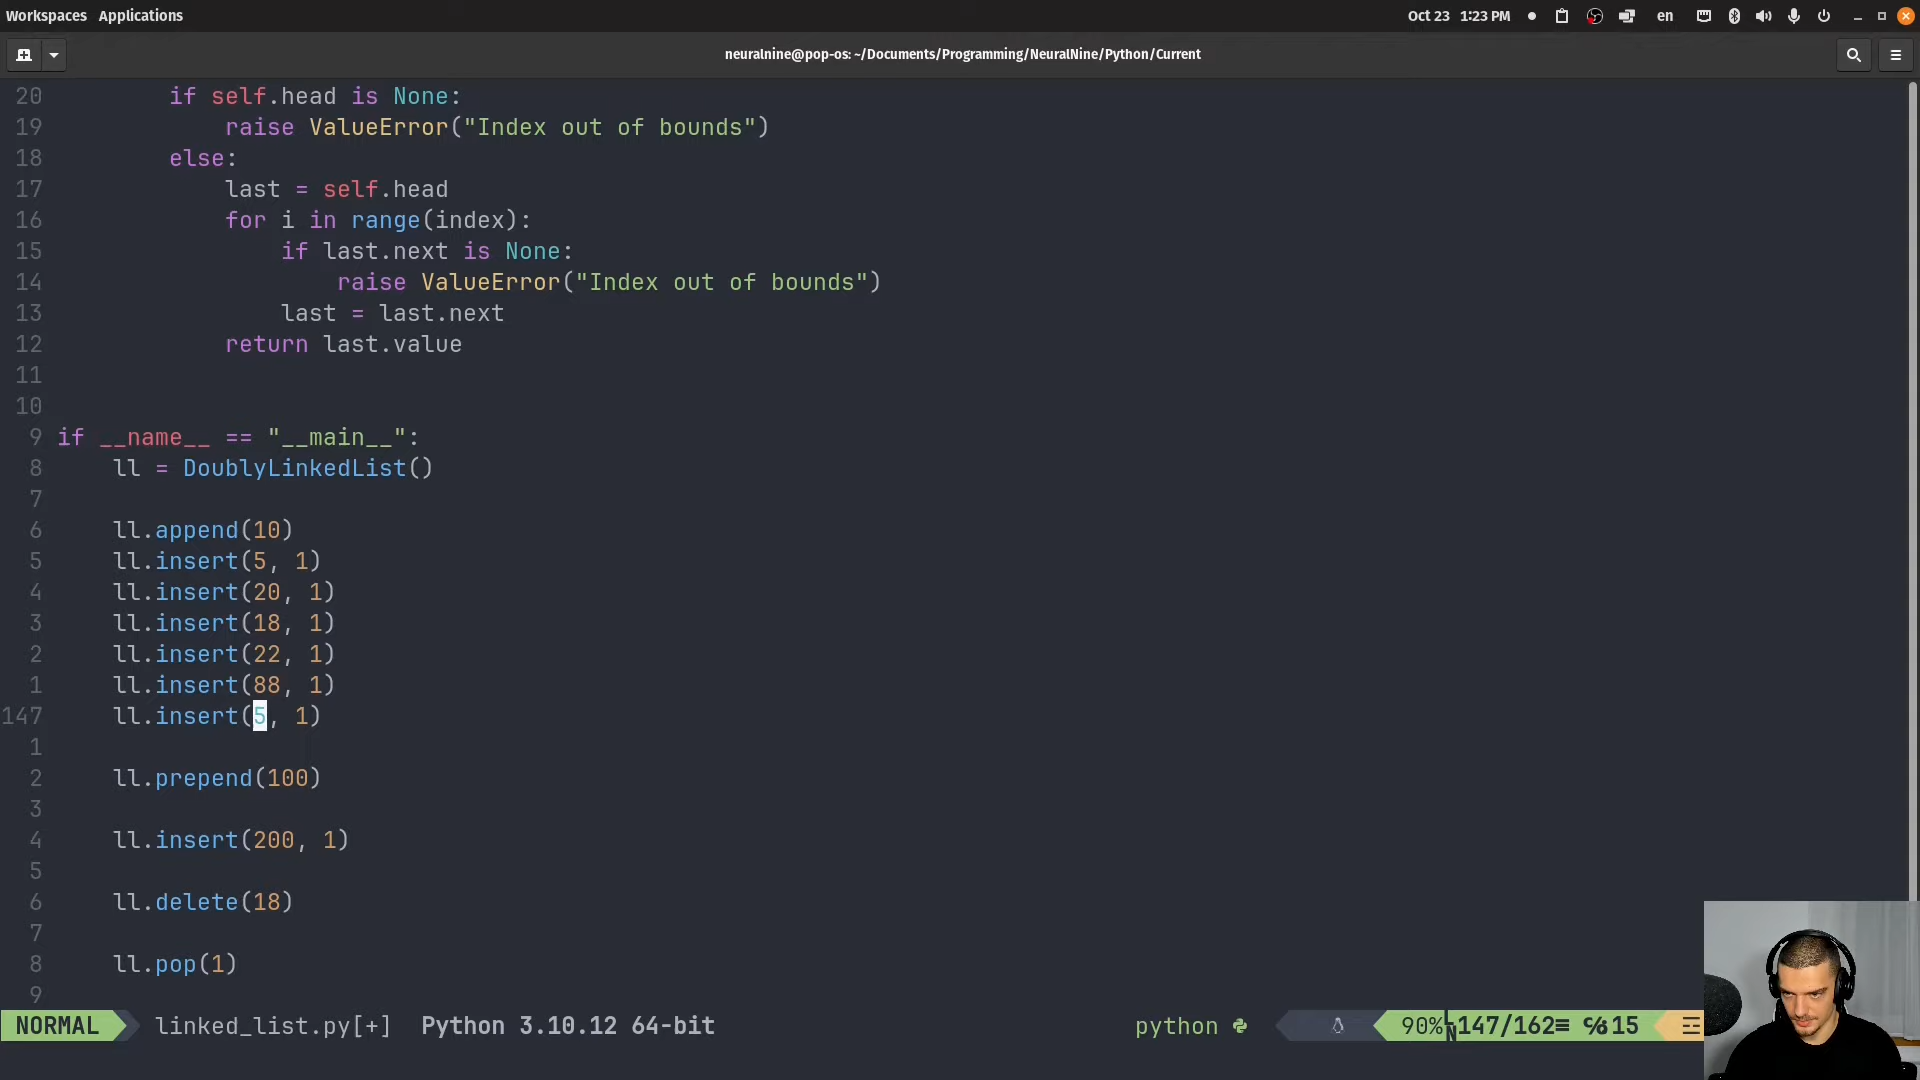 Workspaces Applications Oct 23 1:23 PM en
neuralnine@pop-os: ~/Documents/Programming/NeuralNine/Python/Current
20 if self.head is None:
19 raise ValueError("Index out of bounds")
18 else:
17 last = self.head
16 for i in range(index):
15 if last.next is None:
14 raise ValueError("Index out of bounds")
13 last = last.next
12 return last.value
11
10
9 if __name__ == "__main__":
8 ll = DoublyLinkedList()
7
6 ll.append(10)
5 ll.insert(5, 1)
4 ll.insert(20, 1)
3 ll.insert(18, 1)
2 ll.insert(22, 1)
1 ll.insert(88, 1)
147 ll.insert(5, 1)
1
2 ll.prepend(100)
3
4 ll.insert(200, 1)
5
6 ll.delete(18)
7
8 ll.pop(1)
9
NORMAL linked_list.py[+] Python 3.10.12 64-bit python 90% 147/162≡ ℅15